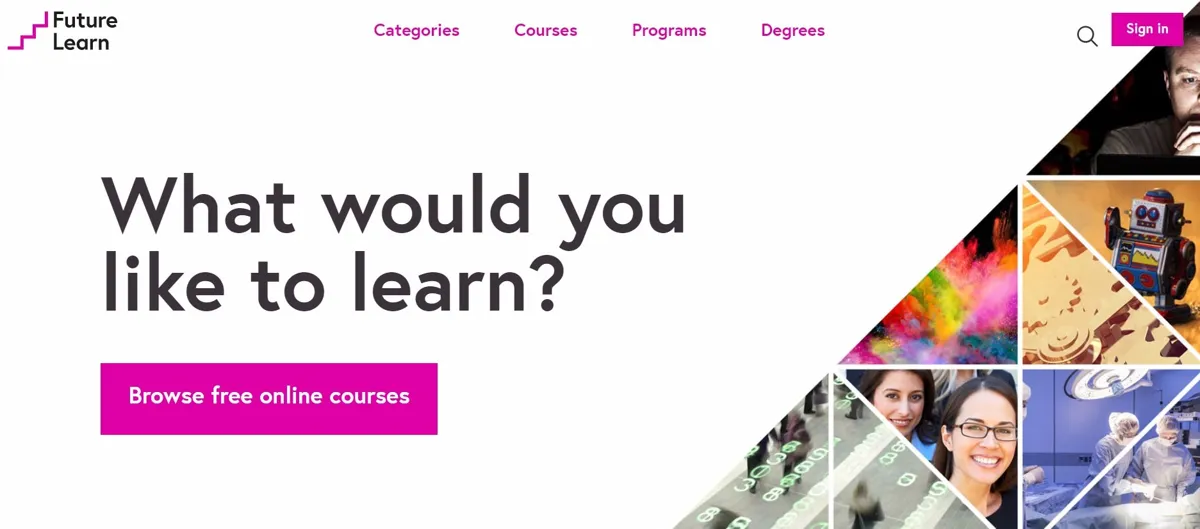 Future
Learn
Categories
Courses
Programs
Degrees
Sign in
What would you
like to learn?
Browse free online courses